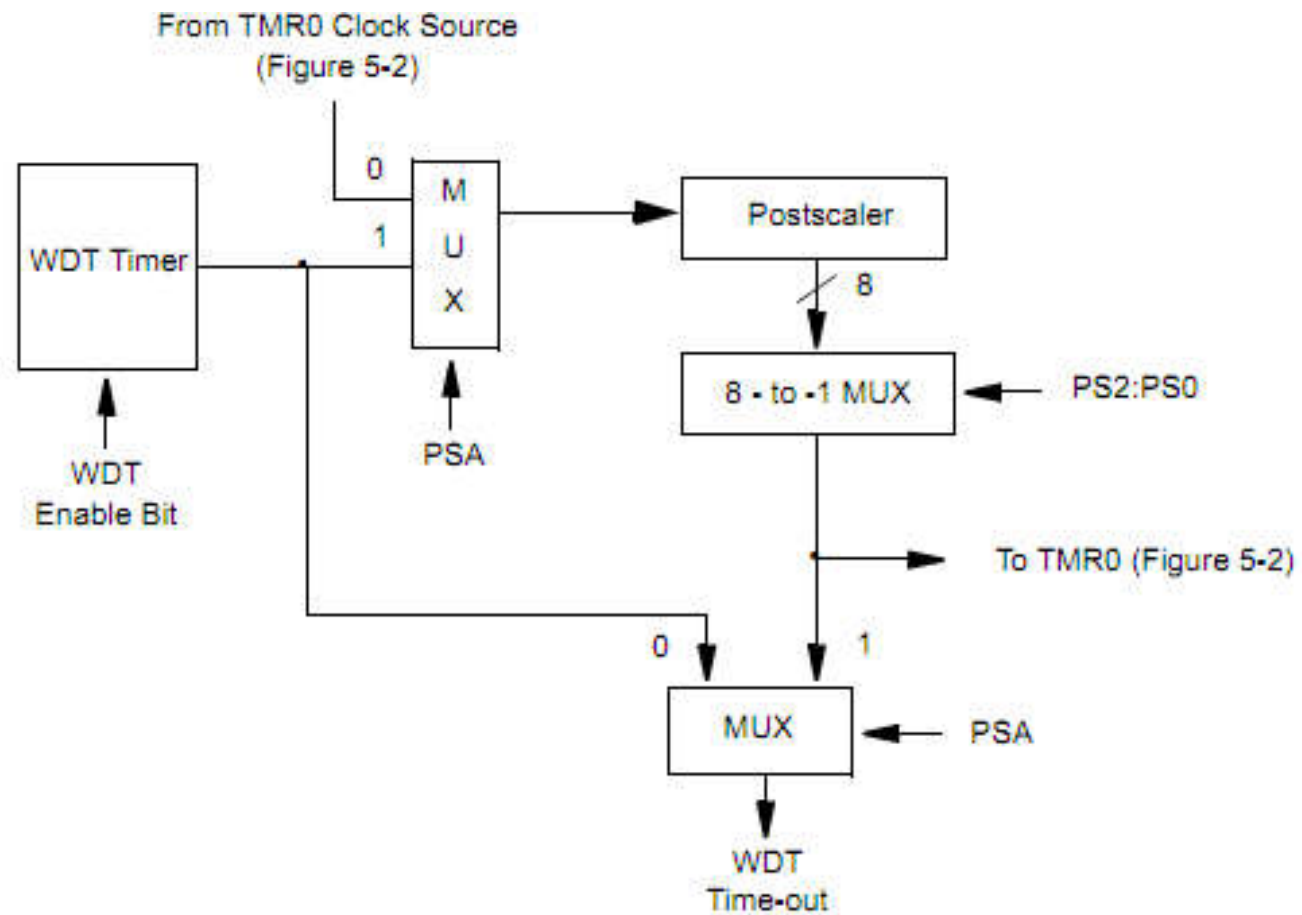 From TMR0 Clock Source
(Figure 5-2)
0
M
U
X
1
WDT Timer
Postscaler
8
8 - to -1 MUX
PS2:PS0
PSA
WDT
Enable Bit
To TMR0 (Figure 5-2)
0
1
MUX
PSA
WDT
Time-out